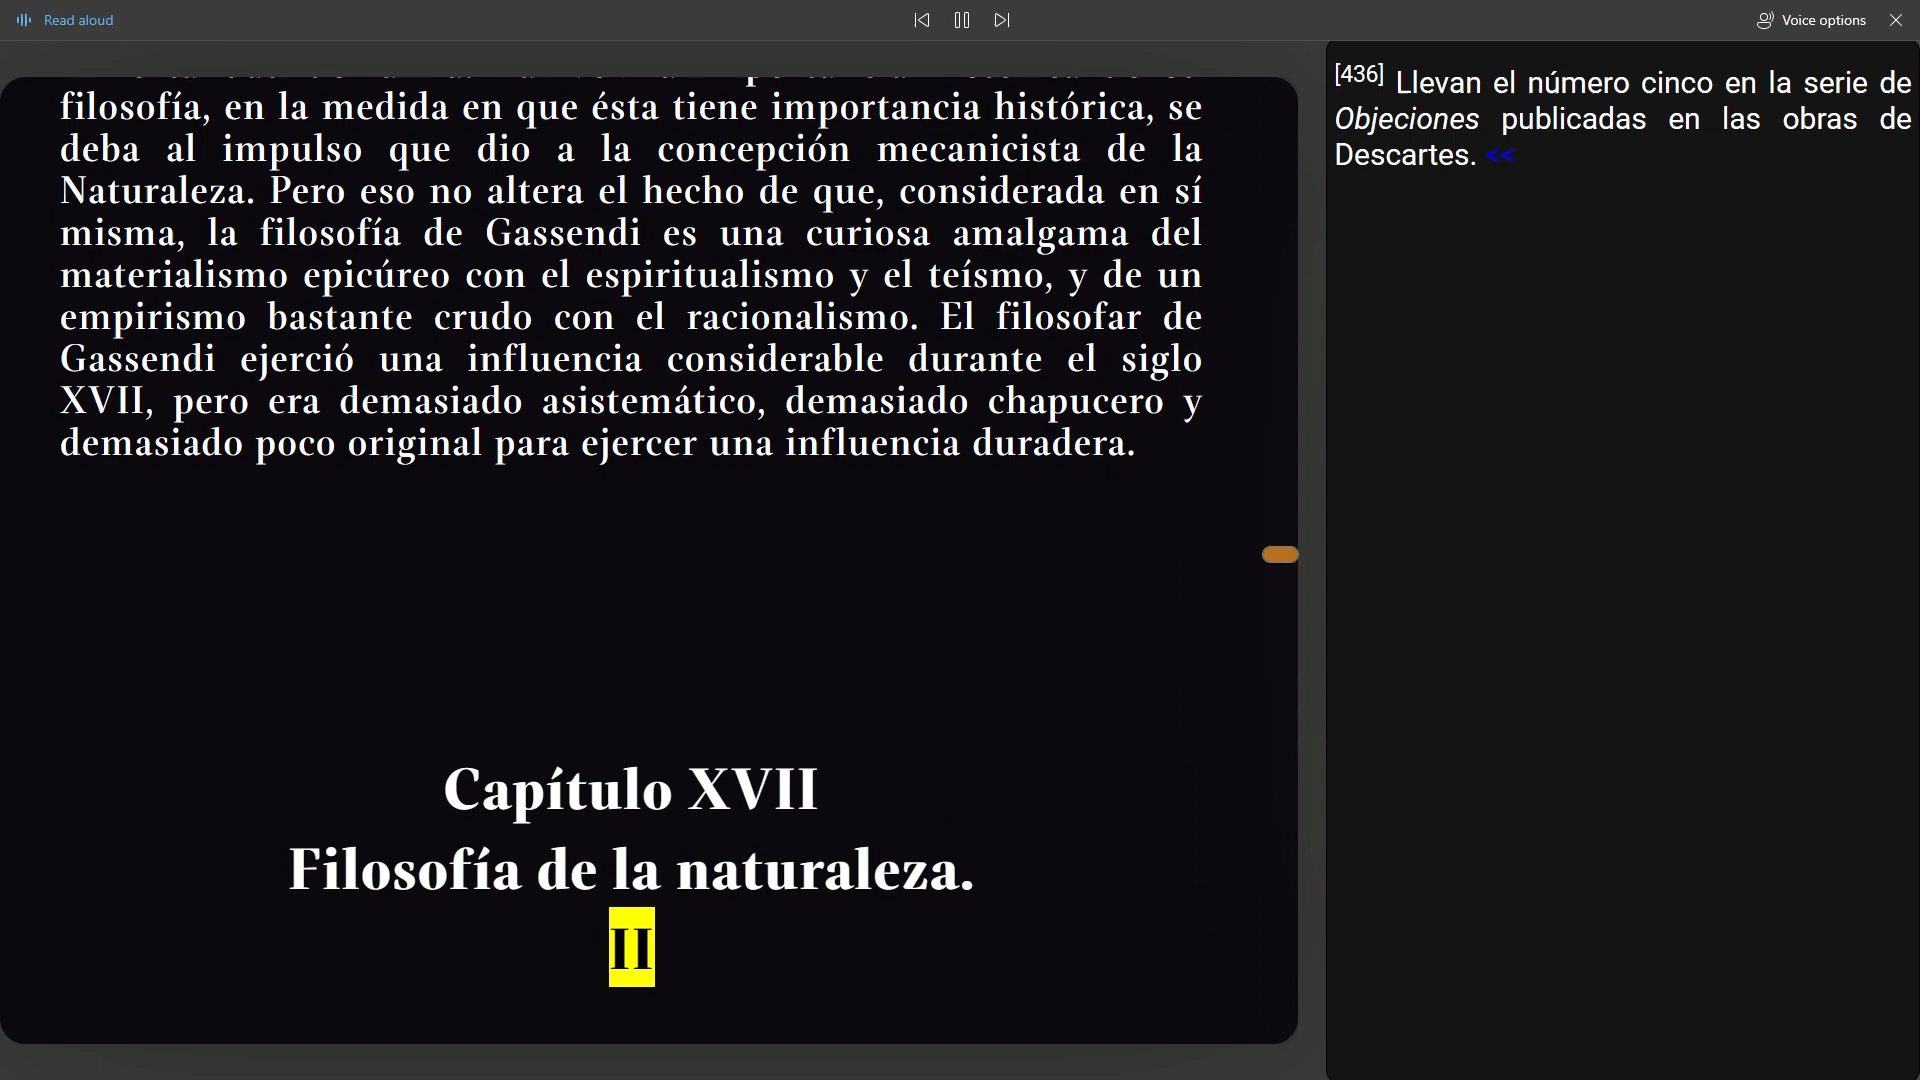 Read aloud
Voice options
filosofía, en la medida en que ésta tiene importancia histórica, se
deba al impulso que dio a la concepción mecanicista de la
Naturaleza. Pero eso no altera el hecho de que, considerada en sí
misma, la filosofía de Gassendi es una curiosa amalgama del
materialismo epicúreo con el espiritualismo y el teísmo, y de un
empirismo bastante crudo con el racionalismo. El filosofar de
Gassendi ejerció una influencia considerable durante el siglo
XVII, pero era demasiado asistemático, demasiado chapucero y
demasiado poco original para ejercer una influencia duradera.
Capítulo XVII
Filosofía de la naturaleza.
II
[436] Llevan el número cinco en la serie de
Objeciones publicadas en las obras de
Descartes. <<